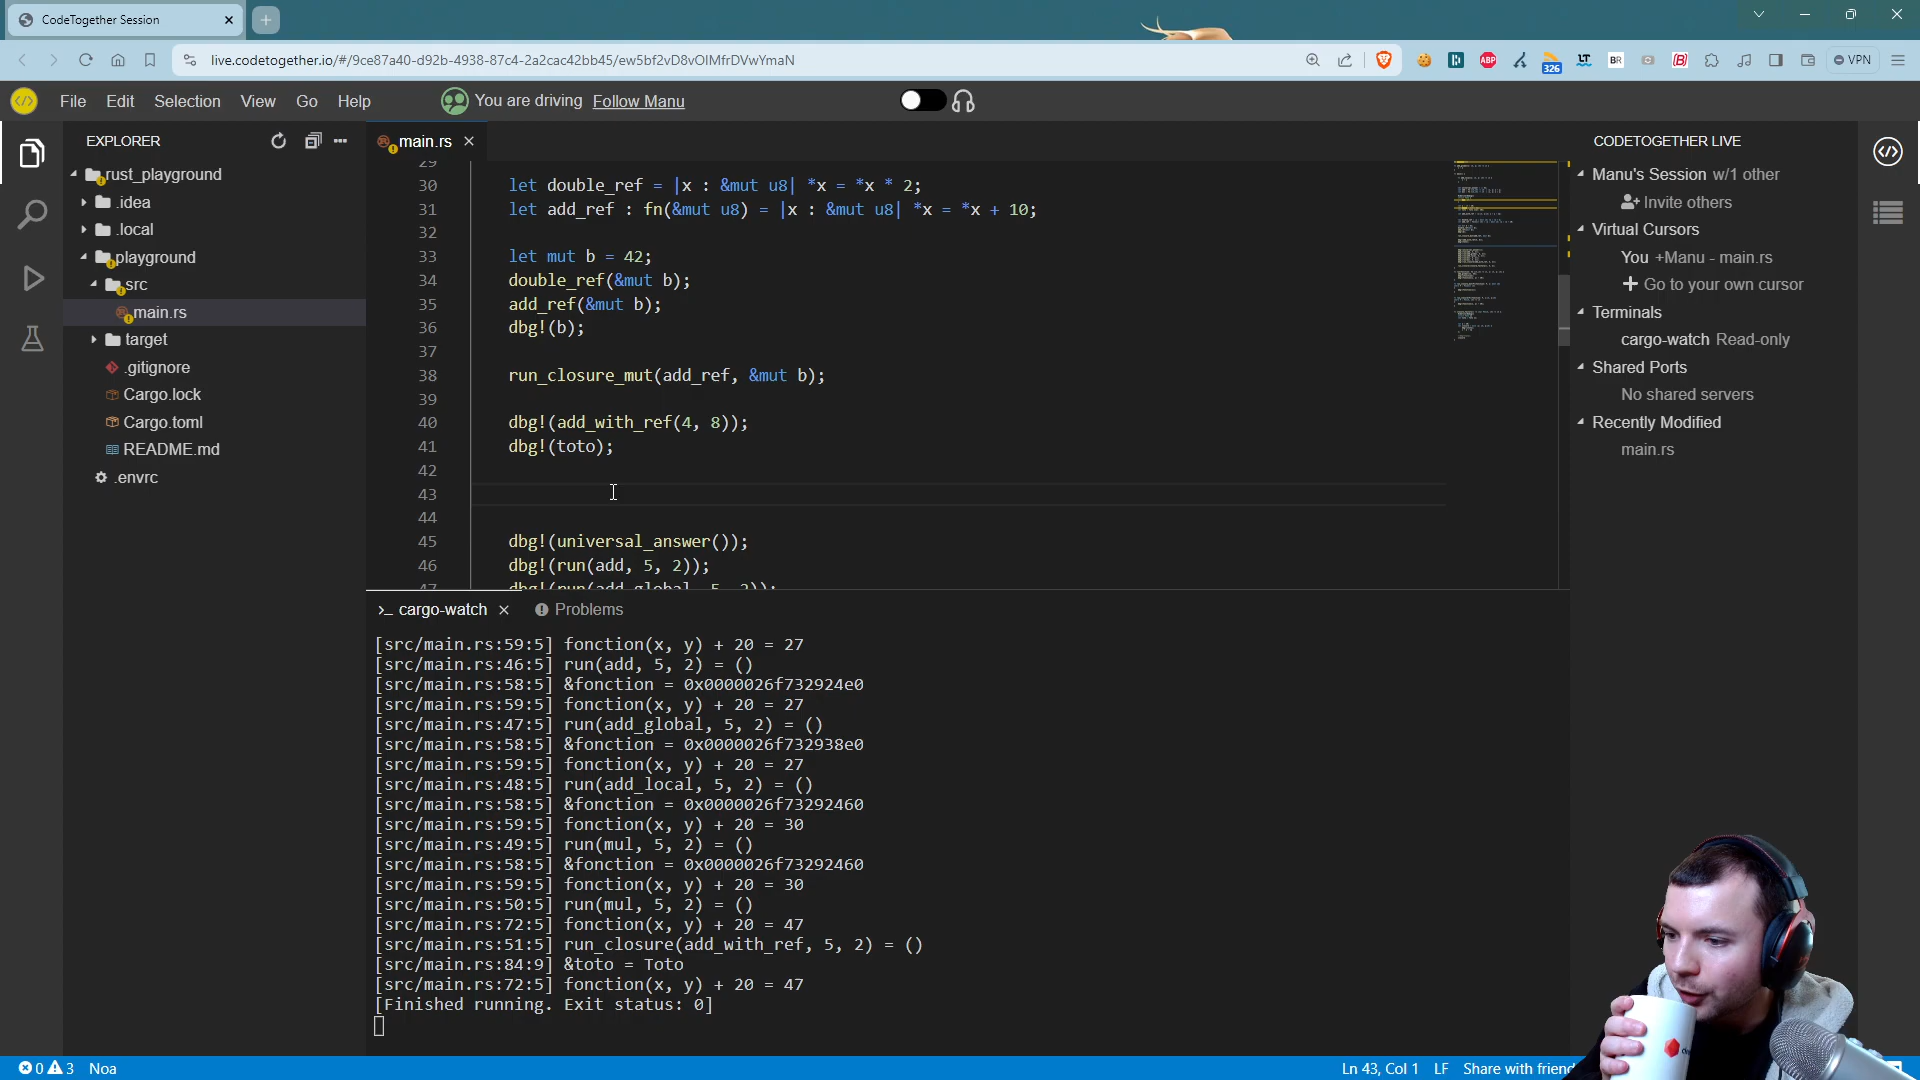 CodeTogether Session
live.codetogether.io/#/9ce87a40-d92b-4938-87c4-2a2cac42bb45/ew5bf2vD8vOIMfrDVwYmaN
ABP
326
LT
BR
VPN
File Edit Selection View Go Help
You are driving Follow Manu
EXPLORER
rust_playground
.idea
.local
playground
src
main.rs
target
.gitignore
Cargo.lock
Cargo.toml
README.md
.envrc
main.rs
29
30 let double_ref = |x : &mut u8| *x = *x * 2;
31 let add_ref : fn(&mut u8) = |x : &mut u8| *x = *x + 10;
32
33 let mut b = 42;
34 double_ref(&mut b);
35 add_ref(&mut b);
36 dbg!(b);
37
38 run_closure_mut(add_ref, &mut b);
39
40 dbg!(add_with_ref(4, 8));
41 dbg!(toto);
42
43
44
45 dbg!(universal_answer());
46 dbg!(run(add, 5, 2));
47 dbg!(run(add_global, 5, 2));
cargo-watch Problems
[src/main.rs:59:5] fonction(x, y) + 20 = 27
[src/main.rs:46:5] run(add, 5, 2) = ()
[src/main.rs:58:5] &fonction = 0x0000026f732924e0
[src/main.rs:59:5] fonction(x, y) + 20 = 27
[src/main.rs:47:5] run(add_global, 5, 2) = ()
[src/main.rs:58:5] &fonction = 0x0000026f732938e0
[src/main.rs:59:5] fonction(x, y) + 20 = 27
[src/main.rs:48:5] run(add_local, 5, 2) = ()
[src/main.rs:58:5] &fonction = 0x0000026f73292460
[src/main.rs:59:5] fonction(x, y) + 20 = 30
[src/main.rs:49:5] run(mul, 5, 2) = ()
[src/main.rs:58:5] &fonction = 0x0000026f73292460
[src/main.rs:59:5] fonction(x, y) + 20 = 30
[src/main.rs:50:5] run(mul, 5, 2) = ()
[src/main.rs:72:5] fonction(x, y) + 20 = 47
[src/main.rs:51:5] run_closure(add_with_ref, 5, 2) = ()
[src/main.rs:84:9] &toto = Toto
[src/main.rs:72:5] fonction(x, y) + 20 = 47
[Finished running. Exit status: 0]
CODETOGETHER LIVE
Manu's Session w/1 other
Invite others
Virtual Cursors
You +Manu - main.rs
Go to your own cursor
Terminals
cargo-watch Read-only
Shared Ports
No shared servers
Recently Modified
main.rs
0 3 Noa
Ln 43, Col 1 LF Share with